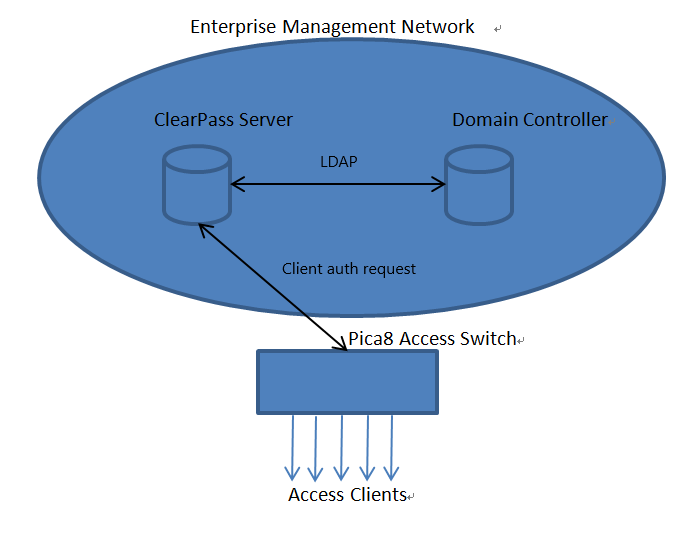 Enterprise Management Network
ClearPass Server
Domain Controller
LDAP
Client auth request
Pica8 Access Switch
Access Clients